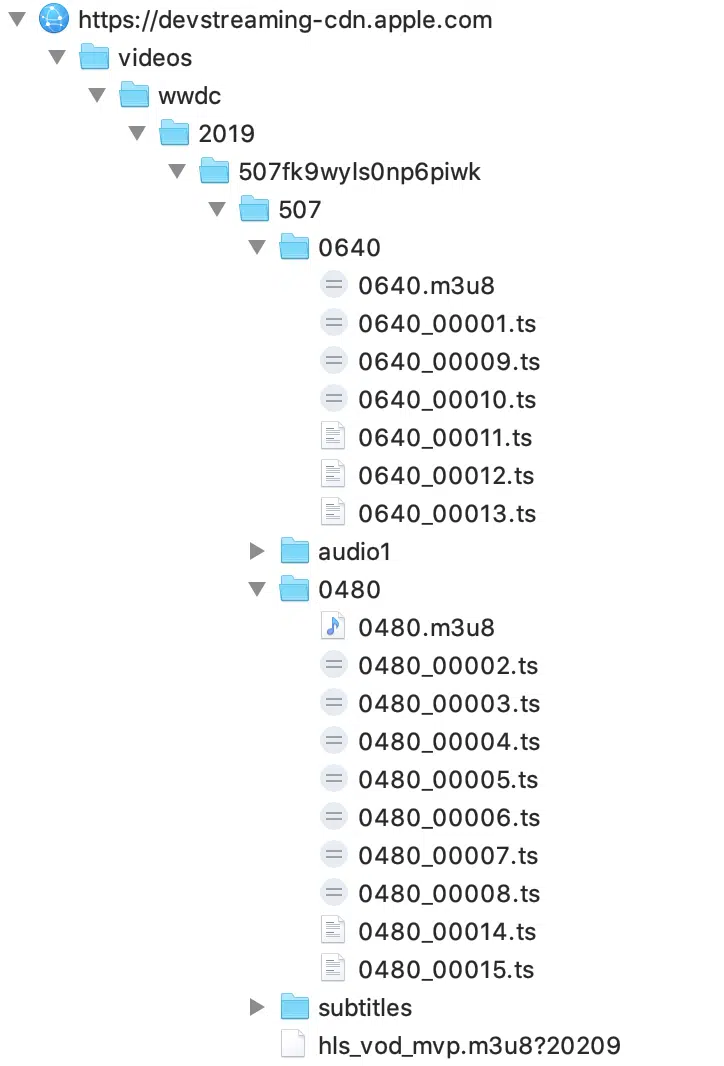 https://devstreaming-cdn.apple.com
videos
wwdc
2019
507fk9wyls0np6piwk
507
0640
0640.m3u8
0640_00001.ts
0640_00009.ts
0640_00010.ts
0640_00011.ts
0640_00012.ts
0640_00013.ts
audio1
0480
0480.m3u8
0480_00002.ts
0480_00003.ts
0480_00004.ts
0480_00005.ts
0480_00006.ts
0480_00007.ts
0480_00008.ts
0480_00014.ts
0480_00015.ts
subtitles
hls_vod_mvp.m3u8?20209